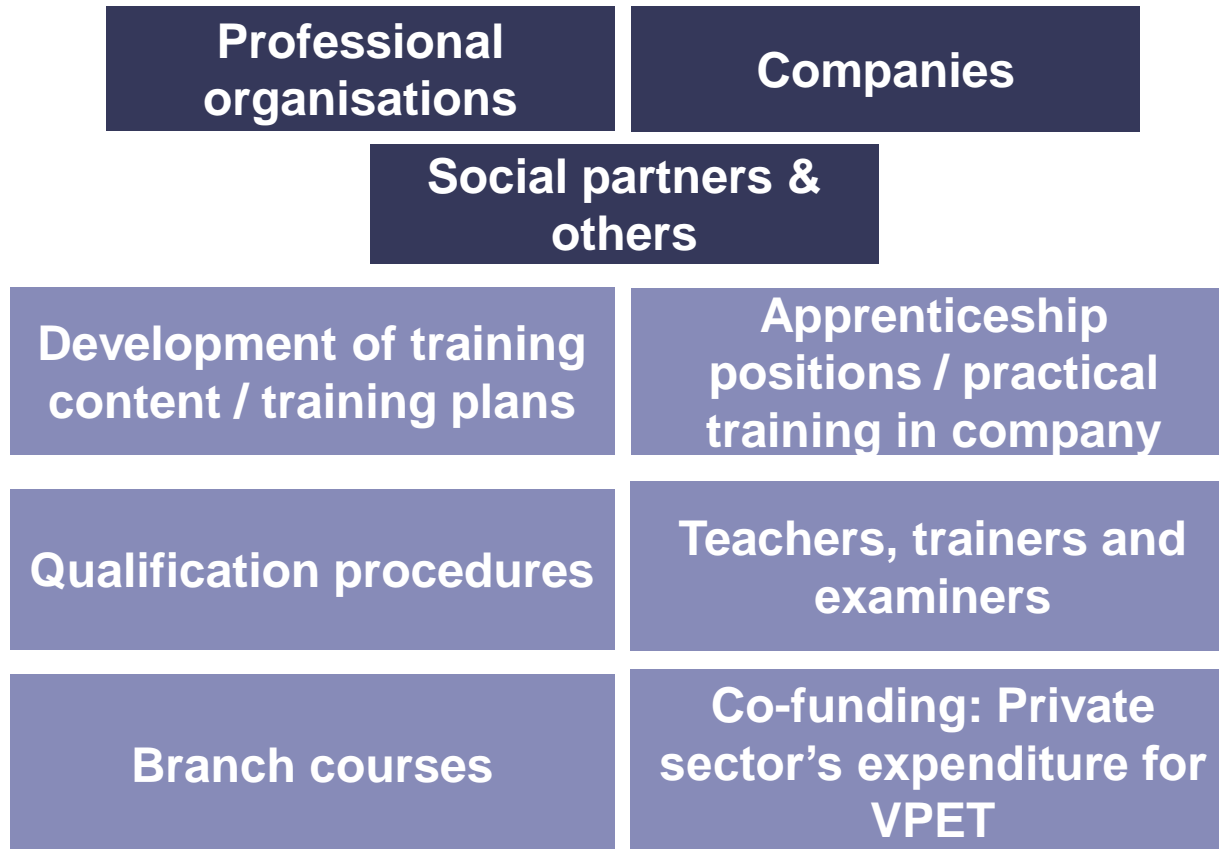 Professional
organisations
Companies
Social partners &
others
Development of training
content / training plans
Apprenticeship
positions / practical
training in company
Qualification procedures
Teachers, trainers and
examiners
Branch courses
Co-funding: Private
sector’s expenditure for
VPET